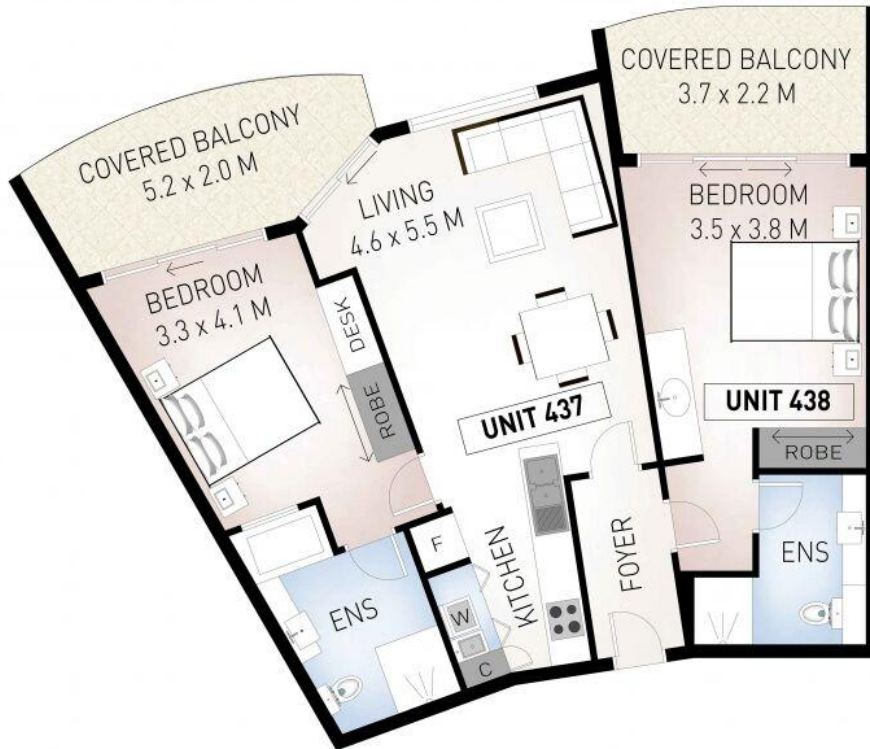 COVERED BALCONY
5.2 x 2.0 M
COVERED BALCONY
3.7 x 2.2 M
LIVING
4.6 x 5.5 M
BEDROOM
3.5 x 3.8 M
BEDROOM
3.3 x 4.1 M
DESK
ROBE
UNIT 437
UNIT 438
ROBE
F
KITCHEN
FOYER
ENS
ENS
W
C